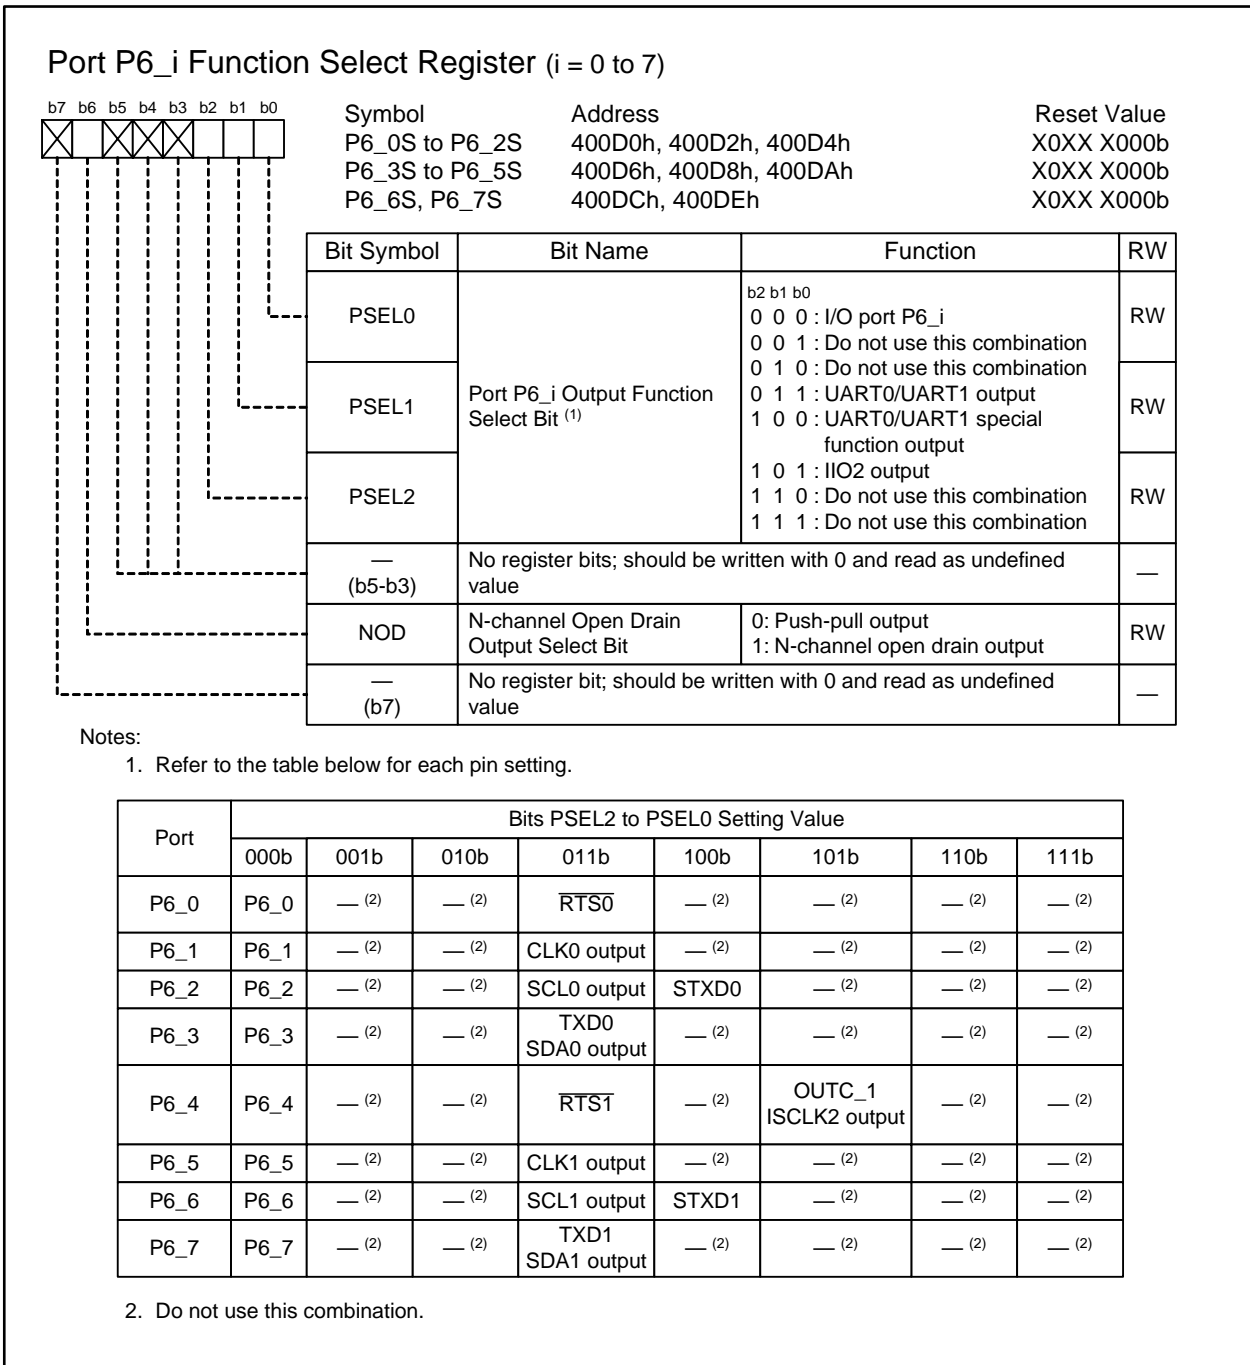 Port P6_i Function Select Register (i = 0 to 7)
b7 b6 b5 b4 b3 b2 b1 b0
Symbol Address Reset Value
P6_0S to P6_2S 400D0h, 400D2h, 400D4h X0XX X000b
P6_3S to P6_5S 400D6h, 400D8h, 400DAh X0XX X000b
P6_6S, P6_7S 400DCh, 400DEh X0XX X000b
Bit Symbol Bit Name Function RW
PSEL0 RW
PSEL1 RW
PSEL2 RW
Port P6_i Output Function
Select Bit (1)
b2 b1 b0
0 0 0 : I/O port P6_i
0 0 1 : Do not use this combination
0 1 0 : Do not use this combination
0 1 1 : UART0/UART1 output
1 0 0 : UART0/UART1 special
function output
1 0 1 : IIO2 output
1 1 0 : Do not use this combination
1 1 1 : Do not use this combination
— (b5-b3) No register bits; should be written with 0 and read as undefined
value —
NOD N-channel Open Drain
Output Select Bit
0: Push-pull output
1: N-channel open drain output
RW
— (b7) No register bit; should be written with 0 and read as undefined
value —
Notes:
1. Refer to the table below for each pin setting.
Port Bits PSEL2 to PSEL0 Setting Value
000b 001b 010b 011b 100b 101b 110b 111b
P6_0 P6_0 — (2) — (2) RTS0 — (2) — (2) — (2) — (2)
P6_1 P6_1 — (2) — (2) CLK0 output — (2) — (2) — (2) — (2)
P6_2 P6_2 — (2) — (2) SCL0 output STXD0 — (2) — (2) — (2)
P6_3 P6_3 — (2) — (2) TXD0 SDA0 output — (2) — (2) — (2) — (2)
P6_4 P6_4 — (2) — (2) RTS1 — (2) OUTC_1 ISCLK2 output — (2) — (2)
P6_5 P6_5 — (2) — (2) CLK1 output — (2) — (2) — (2) — (2)
P6_6 P6_6 — (2) — (2) SCL1 output STXD1 — (2) — (2) — (2)
P6_7 P6_7 — (2) — (2) TXD1 SDA1 output — (2) — (2) — (2) — (2)
2. Do not use this combination.